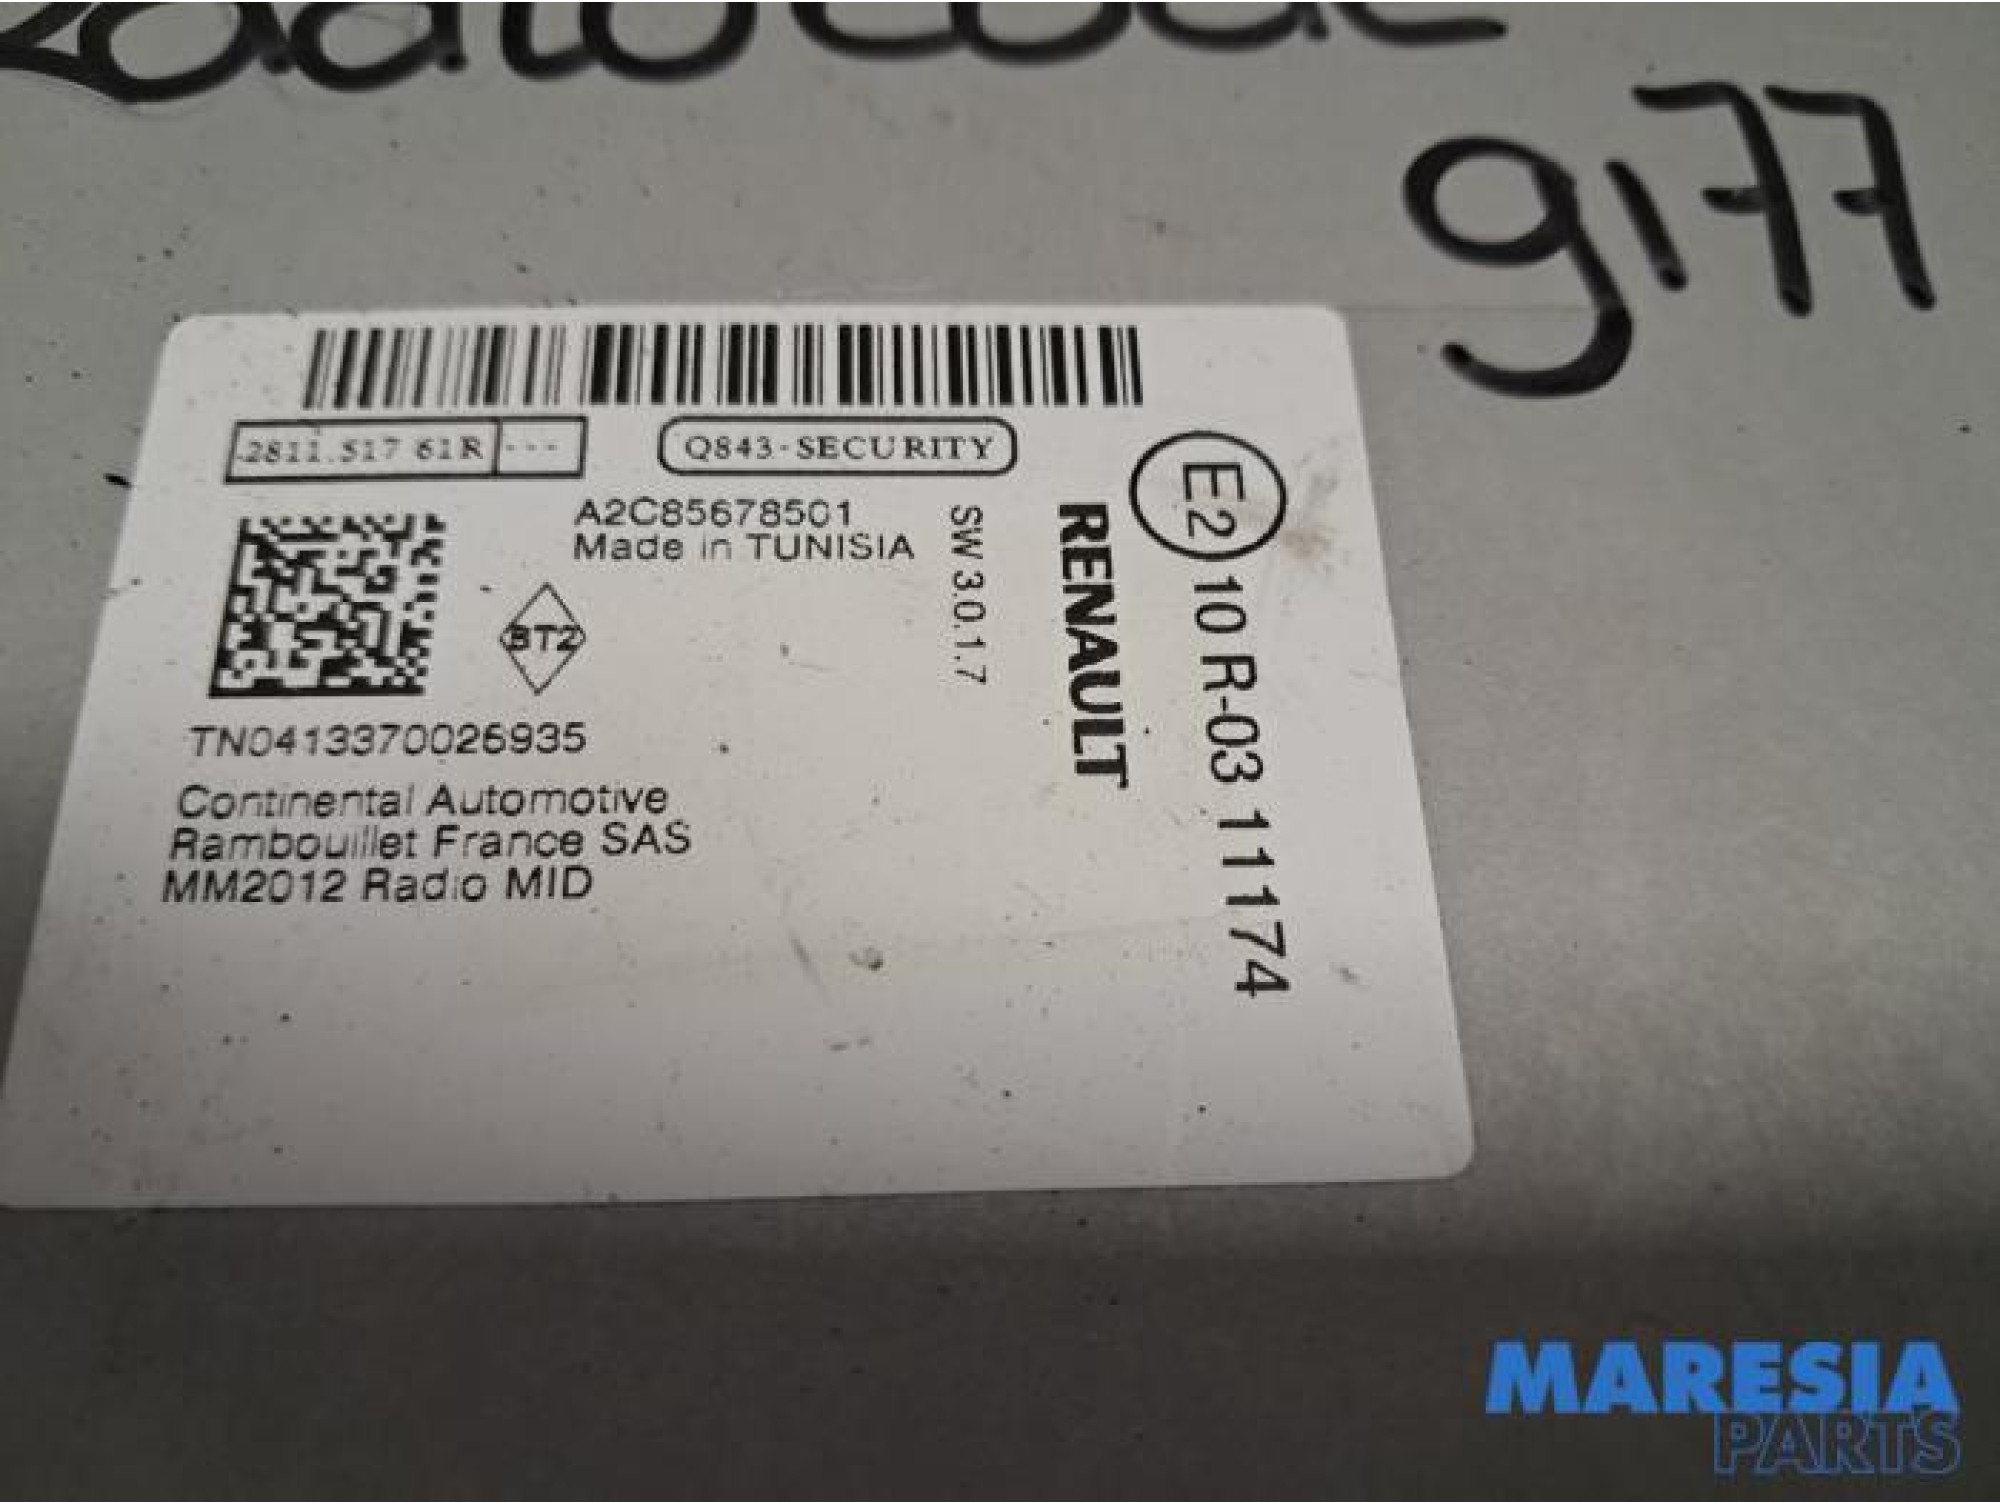 Radiocode
9177
2811.517 61R ---
Q843-SECURITY
A2C85678501
Made in TUNISIA
BT2
SW 3.0.1.7
RENAULT
E2 10 R-03 11174
TN0413370026935
Continental Automotive
Rambouillet France SAS
MM2012 Radio MID
MARESIA
PARTS